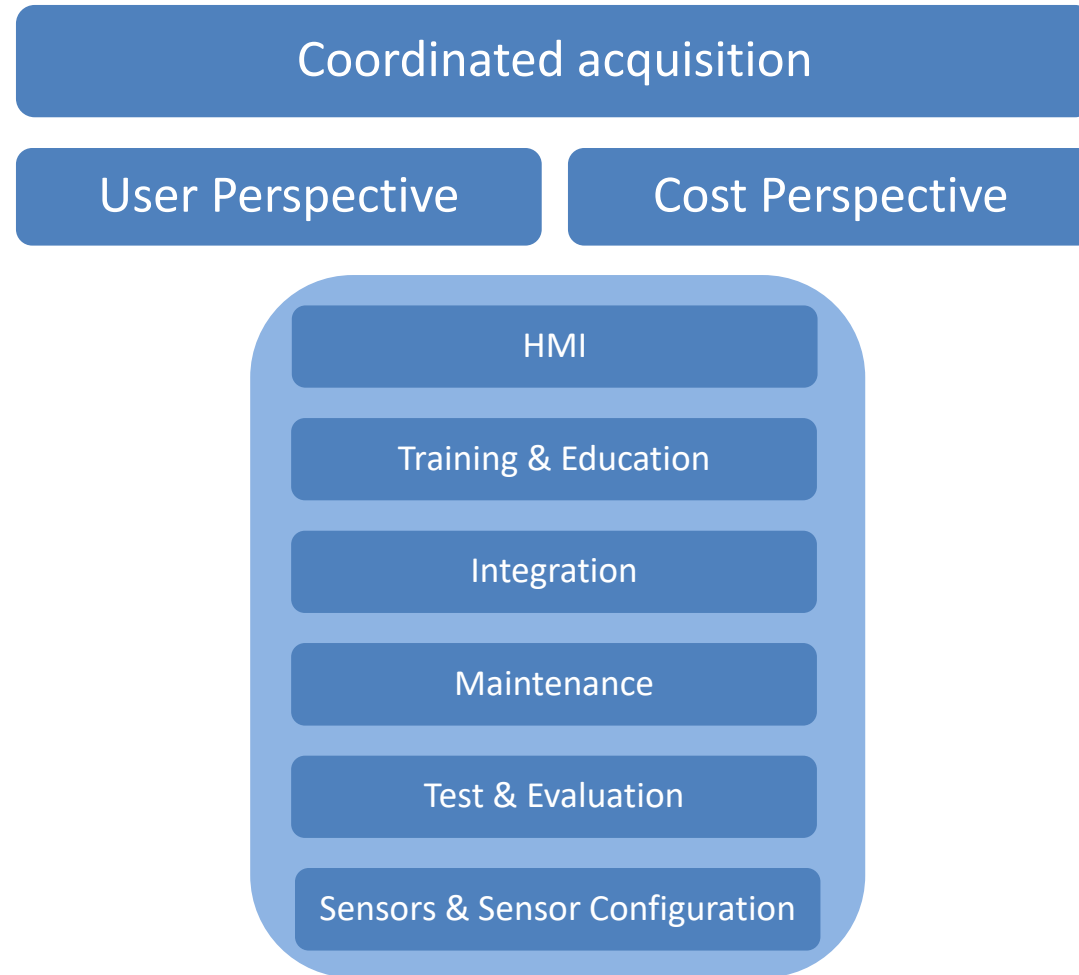 Coordinated acquisition
User Perspective
Cost Perspective
HMI
Training & Education
Integration
Maintenance
Test & Evaluation
Sensors & Sensor Configuration